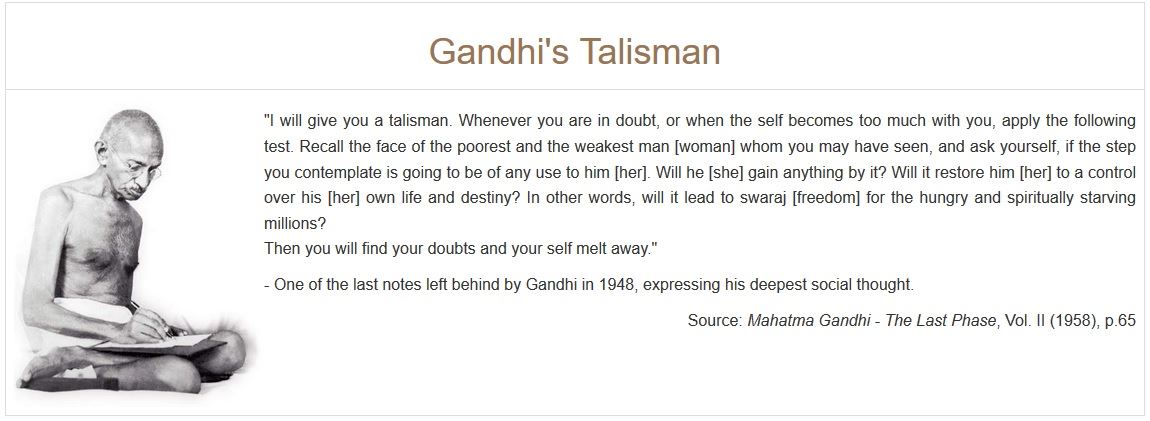 Gandhi's Talisman
"I will give you a talisman. Whenever you are in doubt, or when the self becomes too much with you, apply the following
test. Recall the face of the poorest and the weakest man [woman] whom you may have seen, and ask yourself, if the step
you contemplate is going to be of any use to him [her]. Will he [she] gain anything by it? Will it restore him [her] to a control
over his [her] own life and destiny? In other words, will it lead to swaraj [freedom] for the hungry and spiritually starving
millions?
Then you will find your doubts and your self melt away."
- One of the last notes left behind by Gandhi in 1948, expressing his deepest social thought.
Source: Mahatma Gandhi - The Last Phase, Vol. II (1958), p.65